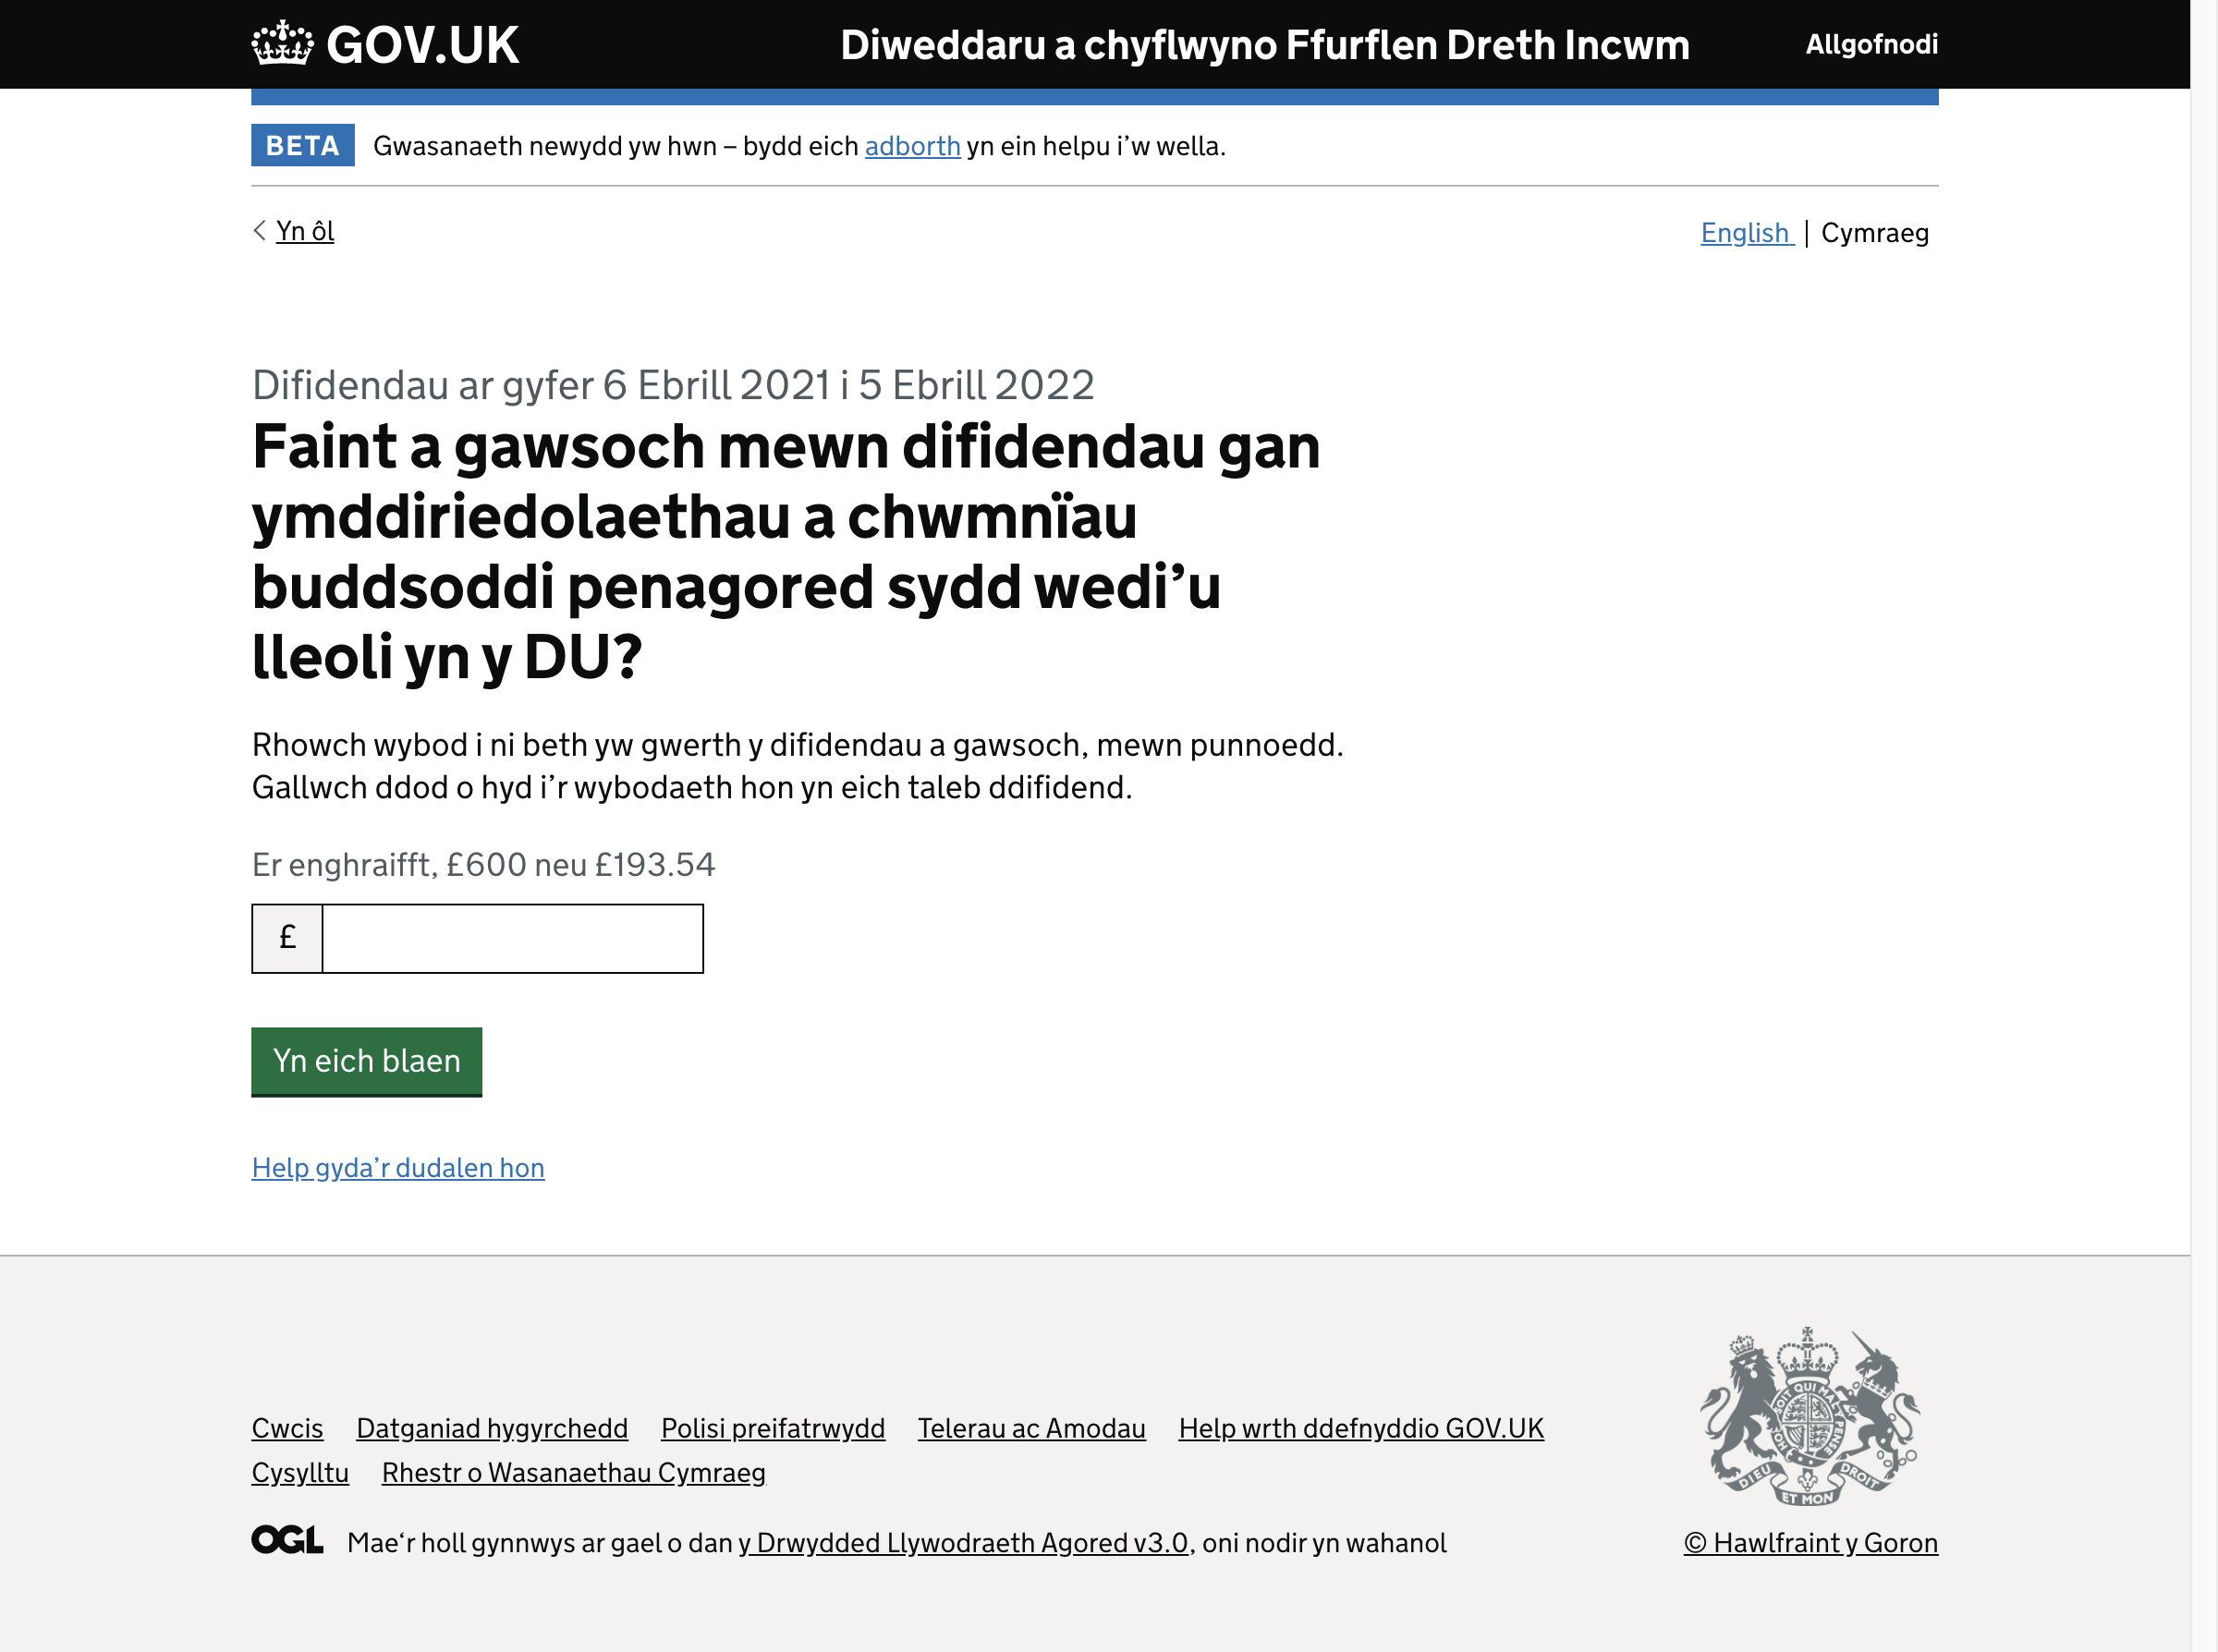 GOV.UK
Diweddaru a chyflwyno Ffurflen Dreth Incwm
Allgofnodi
BETA
Gwasanaeth newydd yw hwn – bydd eich adborth yn ein helpu i’w wella.
Yn ôl
English | Cymraeg
Difidendau ar gyfer 6 Ebrill 2021 i 5 Ebrill 2022
Faint a gawsoch mewn difidendau gan
ymddiriedolaethau a chwmnïau
buddsoddi penagored sydd wedi’u
lleoli yn y DU?
Rhowch wybod i ni beth yw gwerth y difidendau a gawsoch, mewn punnoedd.
Gallwch ddod o hyd i’r wybodaeth hon yn eich taleb ddifidend.
Er enghraifft, £600 neu £193.54
£
Yn eich blaen
Help gyda’r dudalen hon
Cwcis Datganiad hygyrchedd Polisi preifatrwydd Telerau ac Amodau Help wrth ddefnyddio GOV.UK
Cysylltu Rhestr o Wasanaethau Cymraeg
OGL Mae‘r holl gynnwys ar gael o dan y Drwydded Llywodraeth Agored v3.0, oni nodir yn wahanol
DIEU ET MON DROIT
© Hawlfraint y Goron